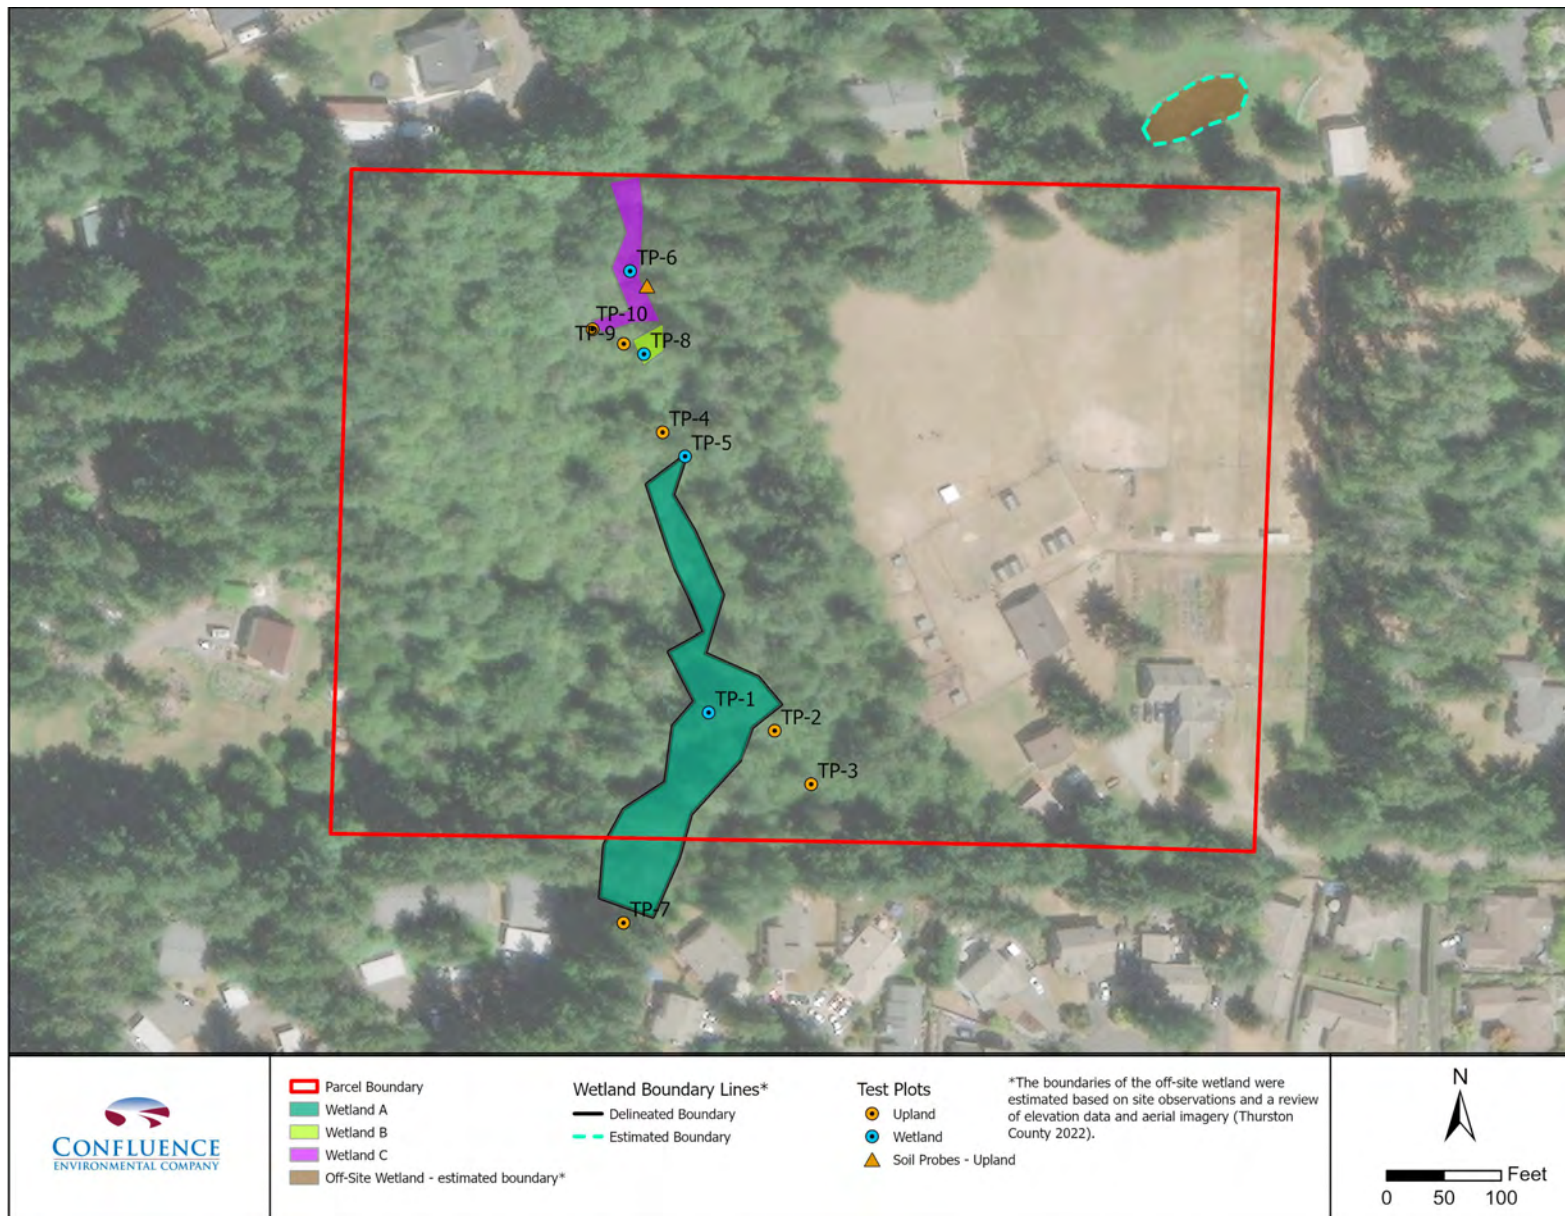 TP-6
TP-10
TP-9
TP-8
TP-4
TP-5
TP-1
TP-2
TP-3
TP-7
CONFLUENCE
ENVIRONMENTAL COMPANY
Parcel Boundary
Wetland A
Wetland B
Wetland C
Off-Site Wetland - estimated boundary*
Wetland Boundary Lines*
Delineated Boundary
Estimated Boundary
Test Plots
Upland
Wetland
Soil Probes - Upland
*The boundaries of the off-site wetland were
estimated based on site observations and a review
of elevation data and aerial imagery (Thurston
County 2022).
N
Feet
0 50 100